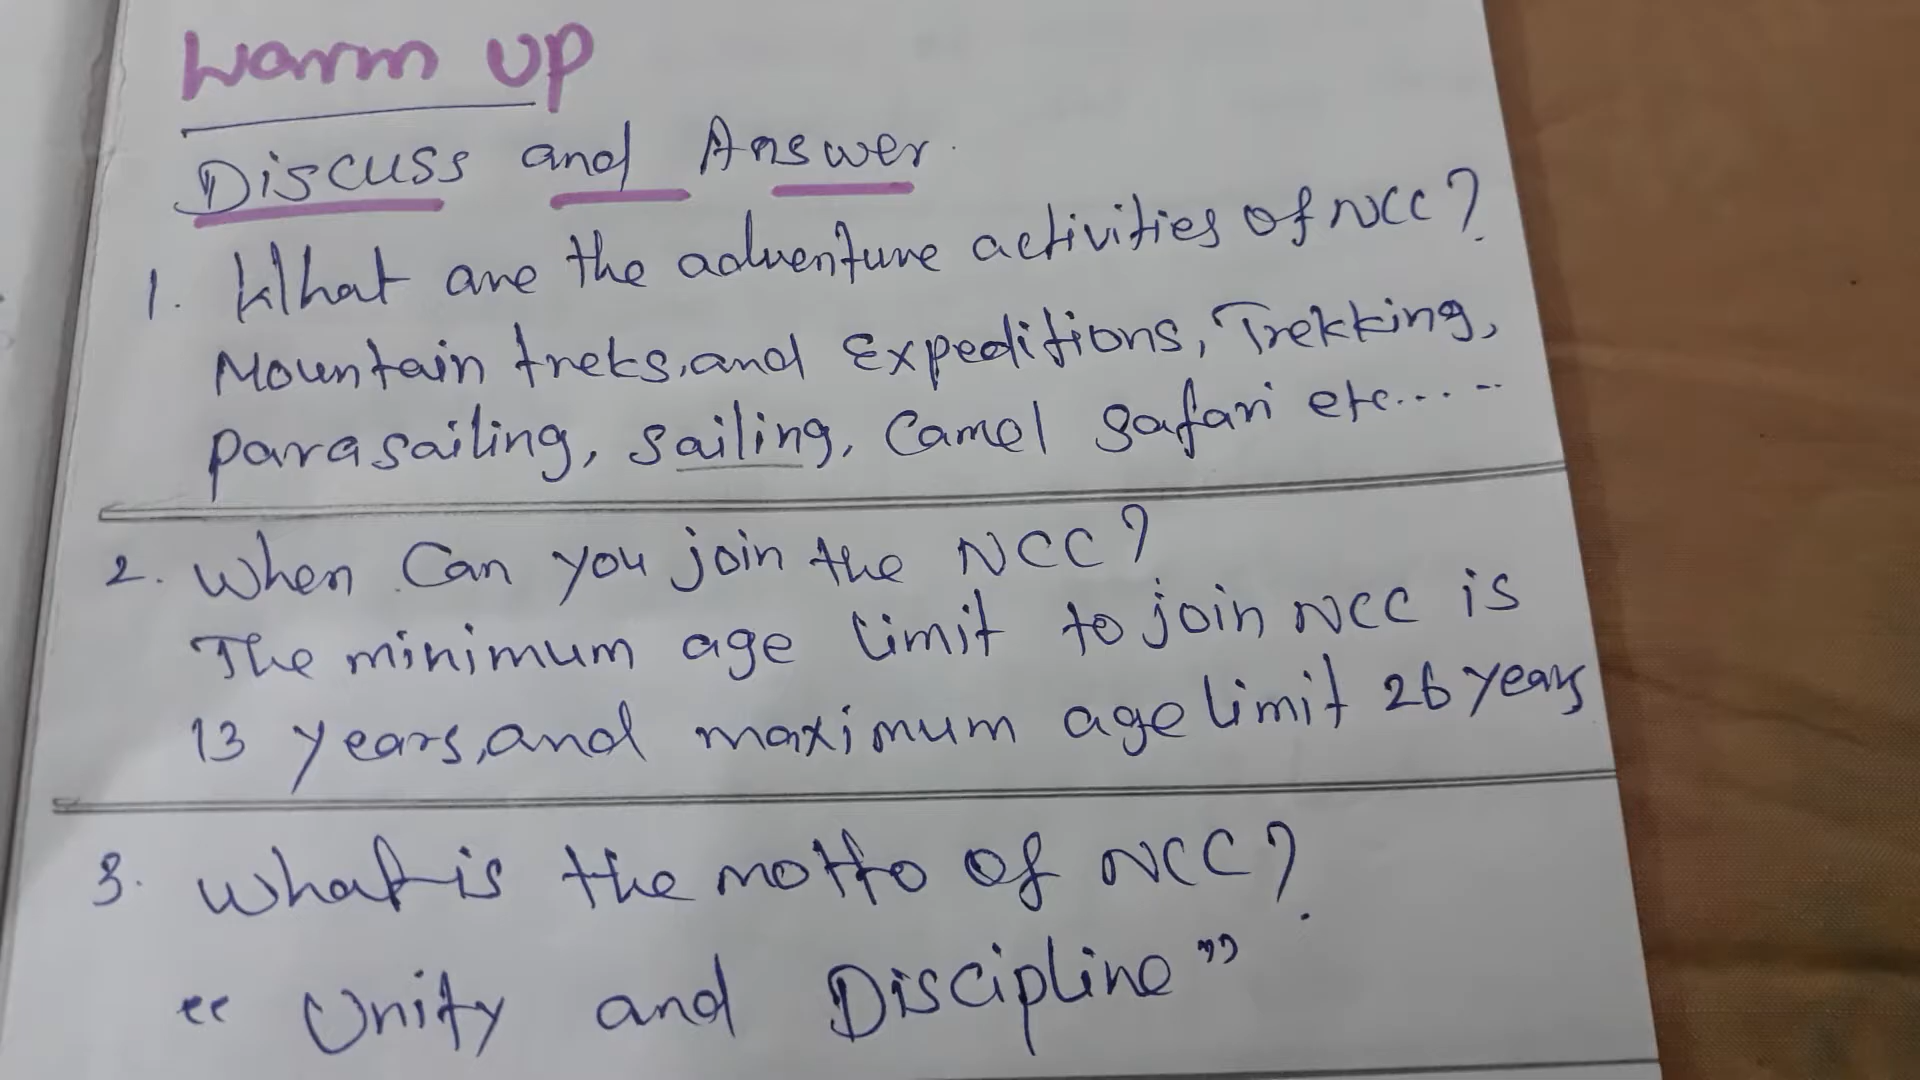 Warm up
Discuss and Answer.
1. What are the adventure activities of NCC?
Mountain treks, and Expeditions, Trekking,
parasailing, sailing, Camel Safari etc......
2. When can you join the NCC?
The minimum age limit to join NCC is
13 years, and maximum age limit 26 years
3. What is the motto of NCC?
"Unity and Discipline"